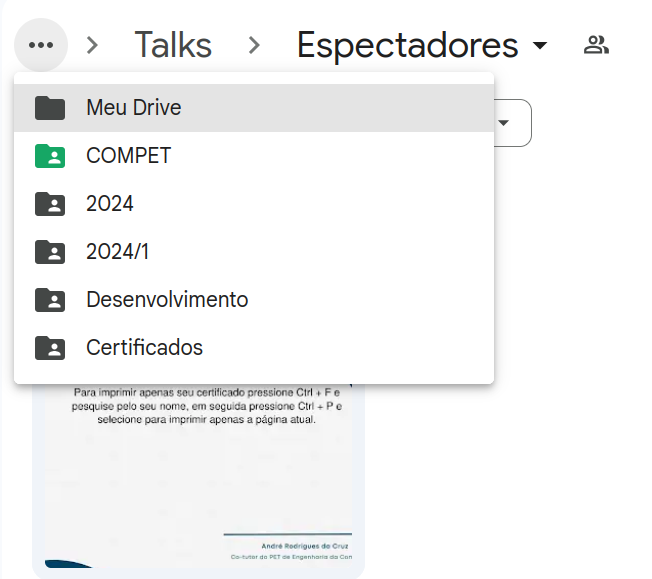 Talks
Espectadores
Meu Drive
COMPET
2024
2024/1
Desenvolvimento
Certificados
Para imprimir apenas seu certificado pressione Ctrl + F e
pesquise pelo seu nome, em seguida pressione Ctrl + P e
selecione para imprimir apenas a página atual.
André Rodrigues da Cruz
Co-tutor do PET de Engenharia da Con